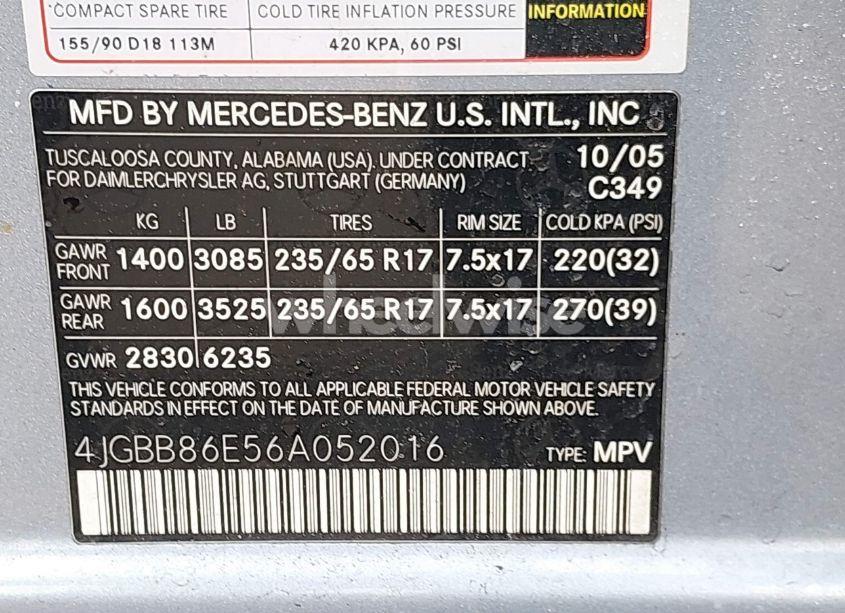 COMPACT SPARE TIRE COLD TIRE INFLATION PRESSURE INFORMATION
155/90 D18 113M 420 KPA, 60 PSI
MFD BY MERCEDES-BENZ U.S. INTL., INC
TUSCALOOSA COUNTY, ALABAMA (USA). UNDER CONTRACT 10/05
FOR DAIMLERCHRYSLER AG, STUTTGART (GERMANY) C349
KG LB TIRES RIM SIZE COLD KPA (PSI)
GAWR FRONT 1400 3085 235/65 R17 7.5x17 220(32)
GAWR REAR 1600 3525 235/65 R17 7.5x17 270(39)
GVWR 2830 6235
THIS VEHICLE CONFORMS TO ALL APPLICABLE FEDERAL MOTOR VEHICLE SAFETY
STANDARDS IN EFFECT ON THE DATE OF MANUFACTURE SHOWN ABOVE.
4JGBB86E56A052016 TYPE: MPV
wheelwise